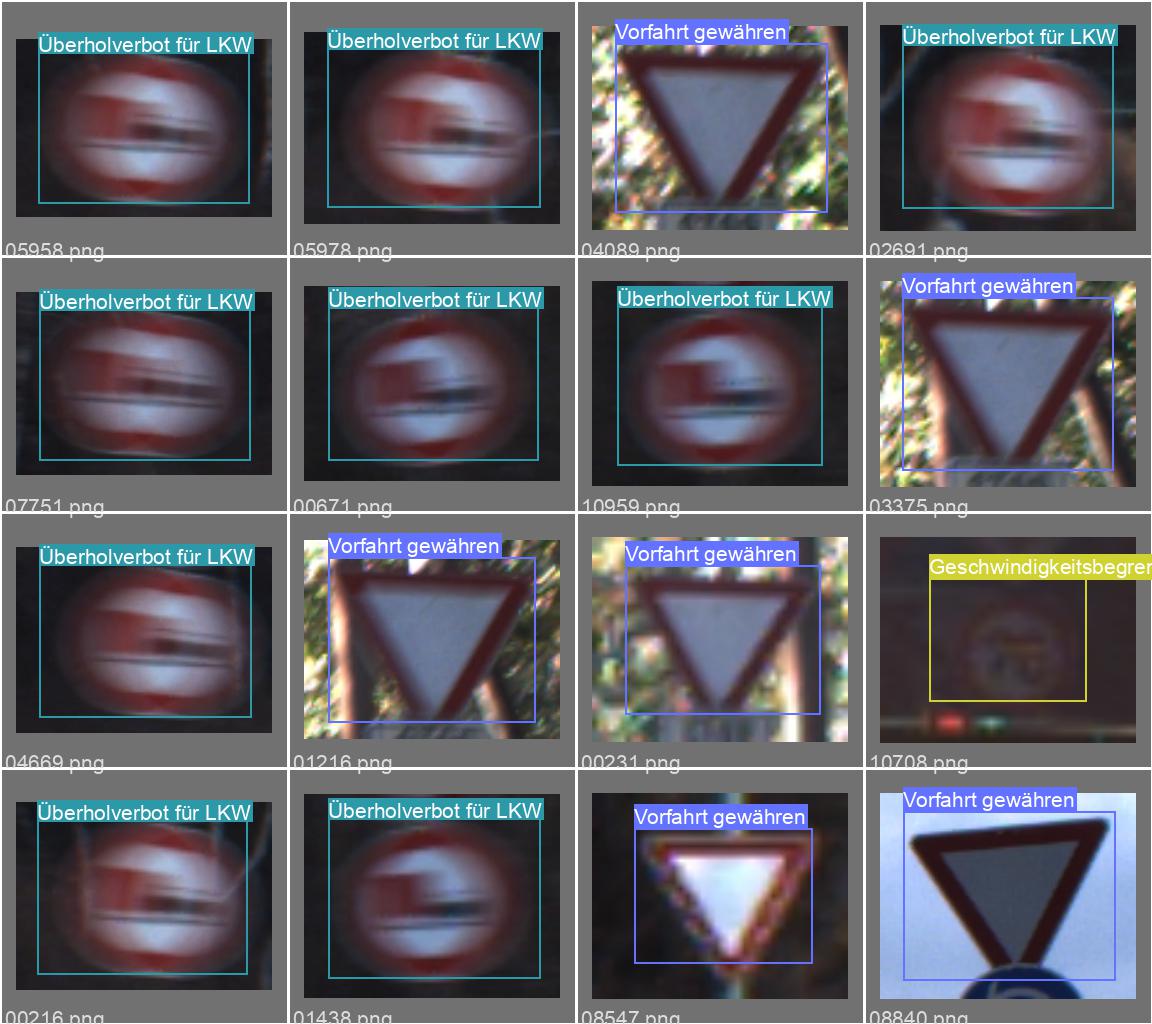 Überholverbot für LKW
05958.png
Überholverbot für LKW
05978.png
Vorfahrt gewähren
04089.png
Überholverbot für LKW
02691.png
Überholverbot für LKW
07751.png
Überholverbot für LKW
00671.png
Überholverbot für LKW
10959.png
Vorfahrt gewähren
03375.png
Überholverbot für LKW
04669.png
Vorfahrt gewähren
01216.png
Vorfahrt gewähren
00231.png
Geschwindigkeitsbegrer
10708.png
Überholverbot für LKW
00216.png
Überholverbot für LKW
01438.png
Vorfahrt gewähren
08547.png
Vorfahrt gewähren
08840.png